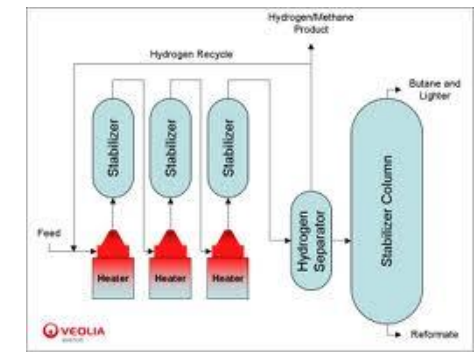 Hydrogen/Methane
Product
Hydrogen Recycle
Butane and
Lighter
Stabilizer
Stabilizer
Stabilizer
Stabilizer Column
Feed
Hydrogen
Separator
Heater
Heater
Heater
VEOLIA
Reformate